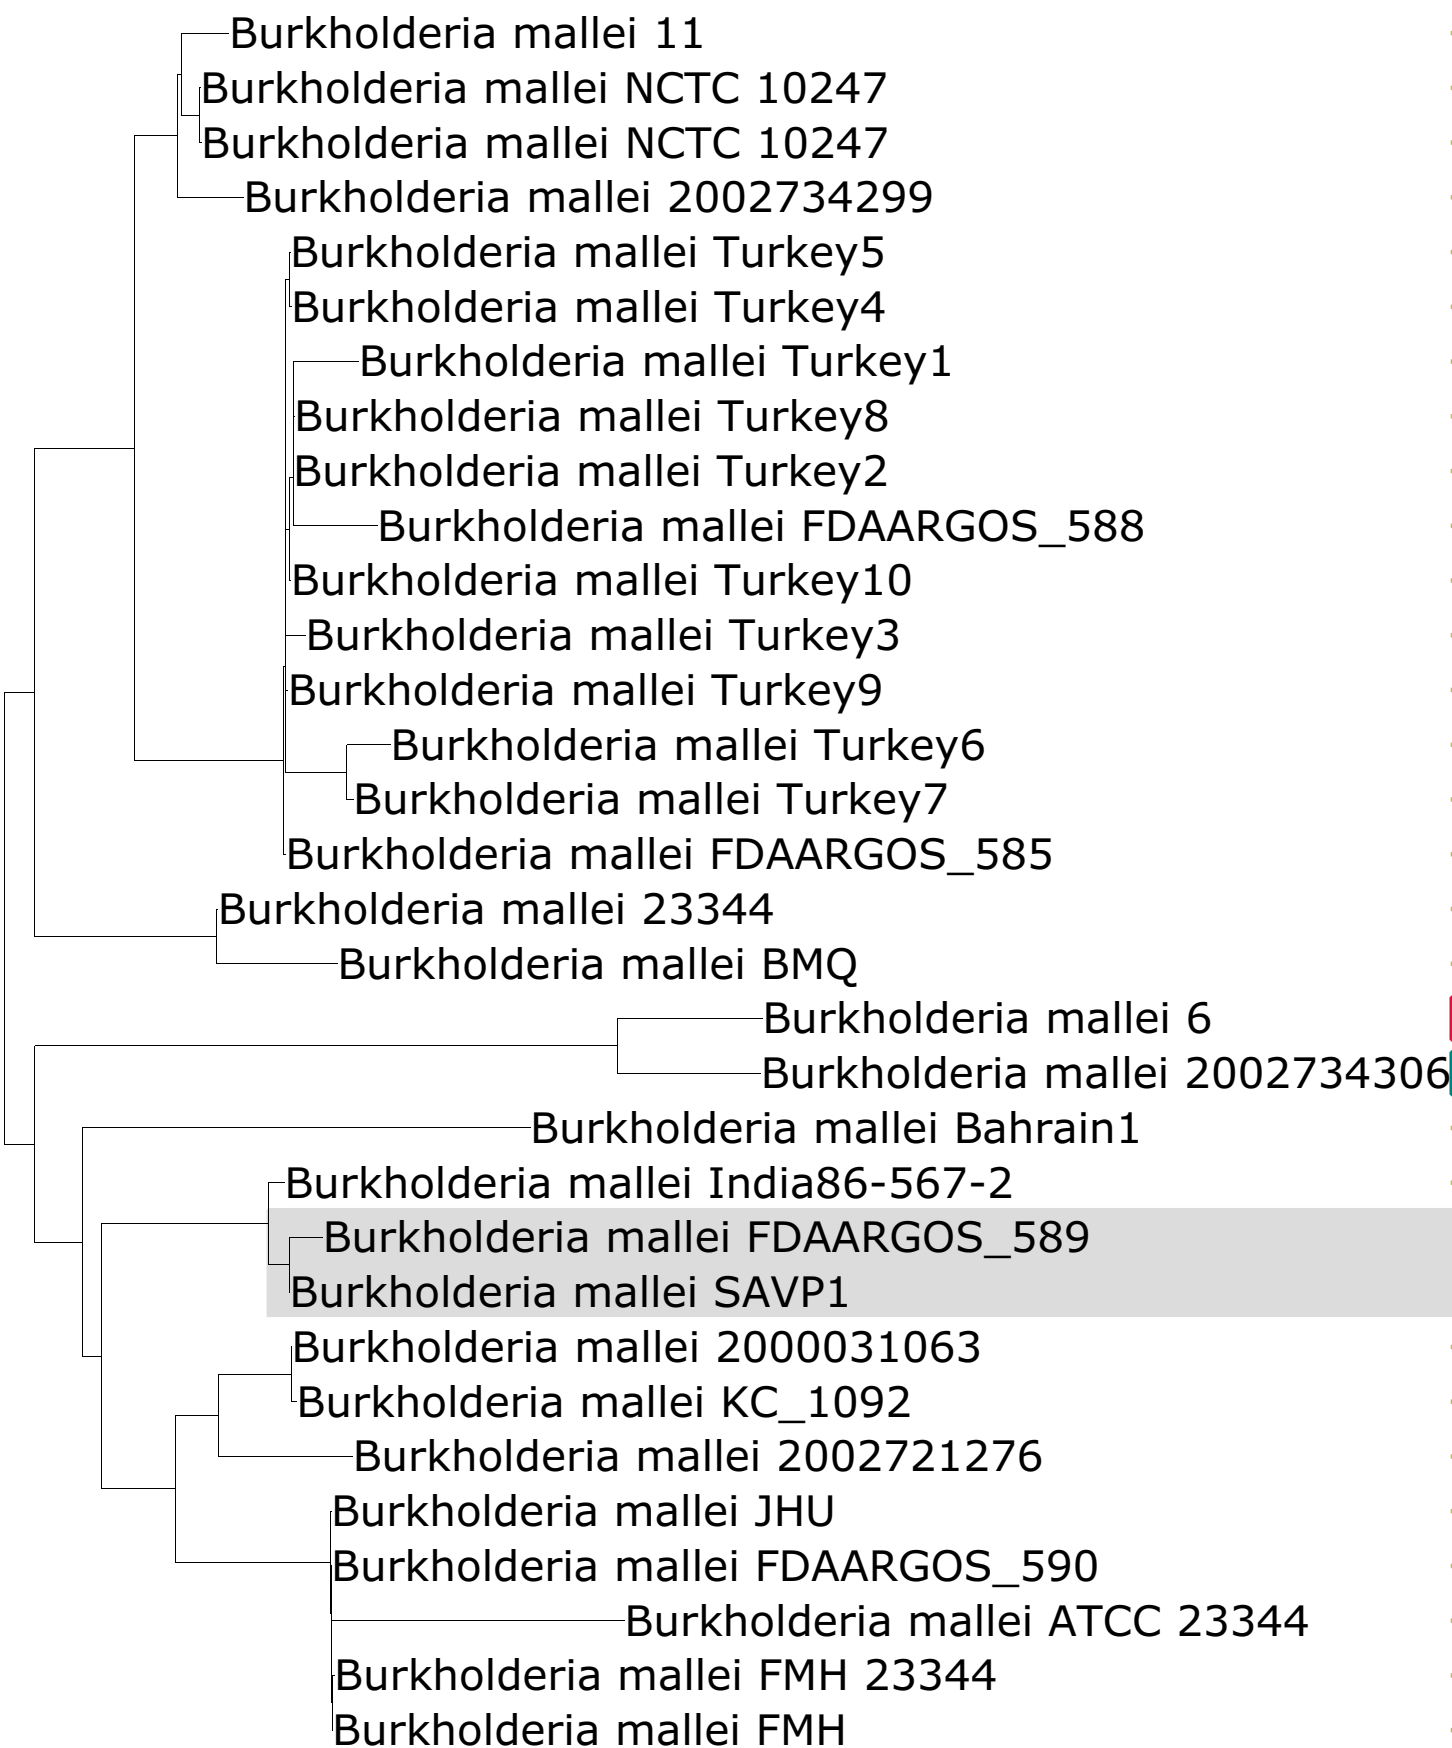 Burkholderia mallei 11
Burkholderia mallei NCTC 10247
Burkholderia mallei NCTC 10247
Burkholderia mallei 2002734299
Burkholderia mallei Turkey5
Burkholderia mallei Turkey4
Burkholderia mallei Turkey1
Burkholderia mallei Turkey8
Burkholderia mallei Turkey2
Burkholderia mallei FDAARGOS_588
Burkholderia mallei Turkey10
Burkholderia mallei Turkey3
Burkholderia mallei Turkey9
Burkholderia mallei Turkey6
Burkholderia mallei Turkey7
Burkholderia mallei FDAARGOS_585
Burkholderia mallei 23344
Burkholderia mallei BMQ
Burkholderia mallei 6
Burkholderia mallei 2002734306
Burkholderia mallei Bahrain1
Burkholderia mallei India86-567-2
Burkholderia mallei FDAARGOS_589
Burkholderia mallei SAVP1
Burkholderia mallei 2000031063
Burkholderia mallei KC_1092
Burkholderia mallei 2002721276
Burkholderia mallei JHU
Burkholderia mallei FDAARGOS_590
Burkholderia mallei ATCC 23344
Burkholderia mallei FMH 23344
Burkholderia mallei FMH